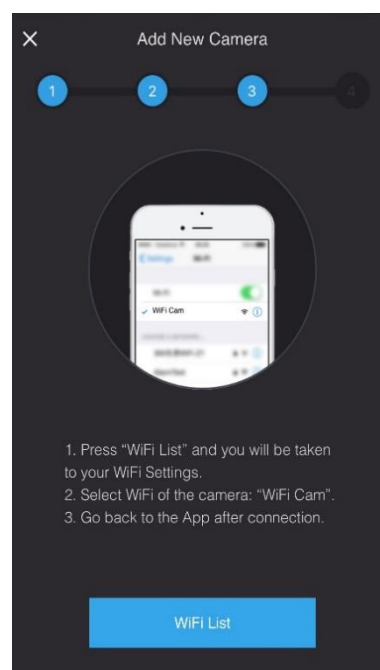 Add New Camera
1 2 3 4
WiFi Cam
1. Press “WiFi List” and you will be taken
to your WiFi Settings.
2. Select WiFi of the camera: “WiFi Cam”.
3. Go back to the App after connection.
WiFi List